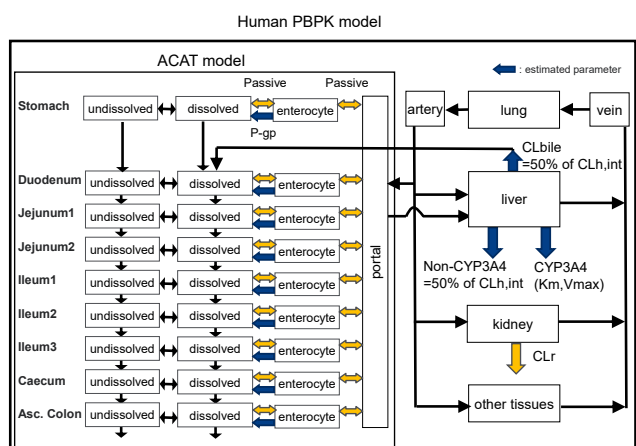 Human PBPK model
ACAT model
: estimated parameter
Passive Passive
Stomach undissolved dissolved enterocyte
P-gp
artery lung vein
CLbile
=50% of CLh,int
Duodenum undissolved dissolved enterocyte
liver
Jejunum1 undissolved dissolved enterocyte
Jejunum2 undissolved dissolved enterocyte
portal
Non-CYP3A4
=50% of CLh,int
CYP3A4
(Km,Vmax)
Ileum1 undissolved dissolved enterocyte
Ileum2 undissolved dissolved enterocyte
kidney
Ileum3 undissolved dissolved enterocyte
CLr
Caecum undissolved dissolved enterocyte
Asc. Colon undissolved dissolved enterocyte
other tissues